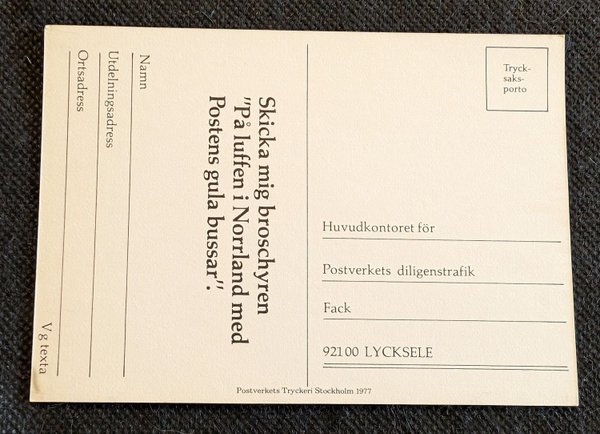 Skicka mig broschyren
"På luffen i Norrland med
Postens gula bussar".
Namn
Utdelningsadress
Ortsadress
V g texta
Tryck-
saks-
porto
Huvudkontoret för
Postverkets diligenstrafik
Fack
92100 LYCKSELE
Postverkets Tryckeri Stockholm 1977